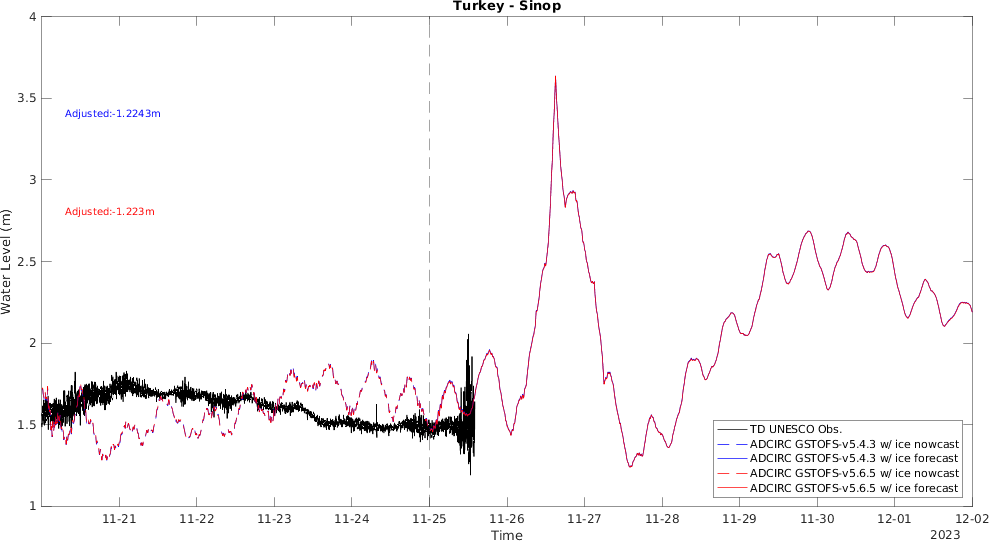 Turkey - Sinop
4
3.5
3
2.5
2
1.5
1
Water Level (m)
Adjusted:-1.2243m
Adjusted:-1.223m
TD UNESCO Obs.
ADCIRC GSTOFS-v5.4.3 w/ ice nowcast
ADCIRC GSTOFS-v5.4.3 w/ ice forecast
ADCIRC GSTOFS-v5.6.5 w/ ice nowcast
ADCIRC GSTOFS-v5.6.5 w/ ice forecast
11-21 11-22 11-23 11-24 11-25 11-26 11-27 11-28 11-29 11-30 12-01 12-02
Time
2023